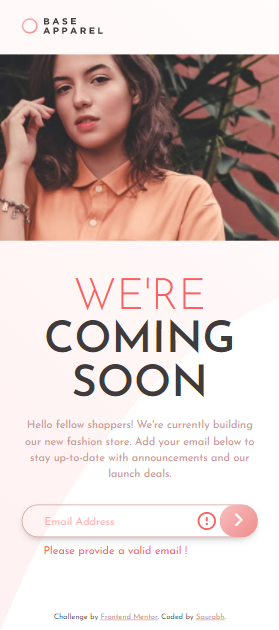 BASE
APPAREL
WE'RE
COMING
SOON
Hello fellow shoppers! We're currently building
our new fashion store. Add your email below to
stay up-to-date with announcements and our
launch deals.
Email Address
Please provide a valid email !
Challenge by Frontend Mentor. Coded by Saurabh.